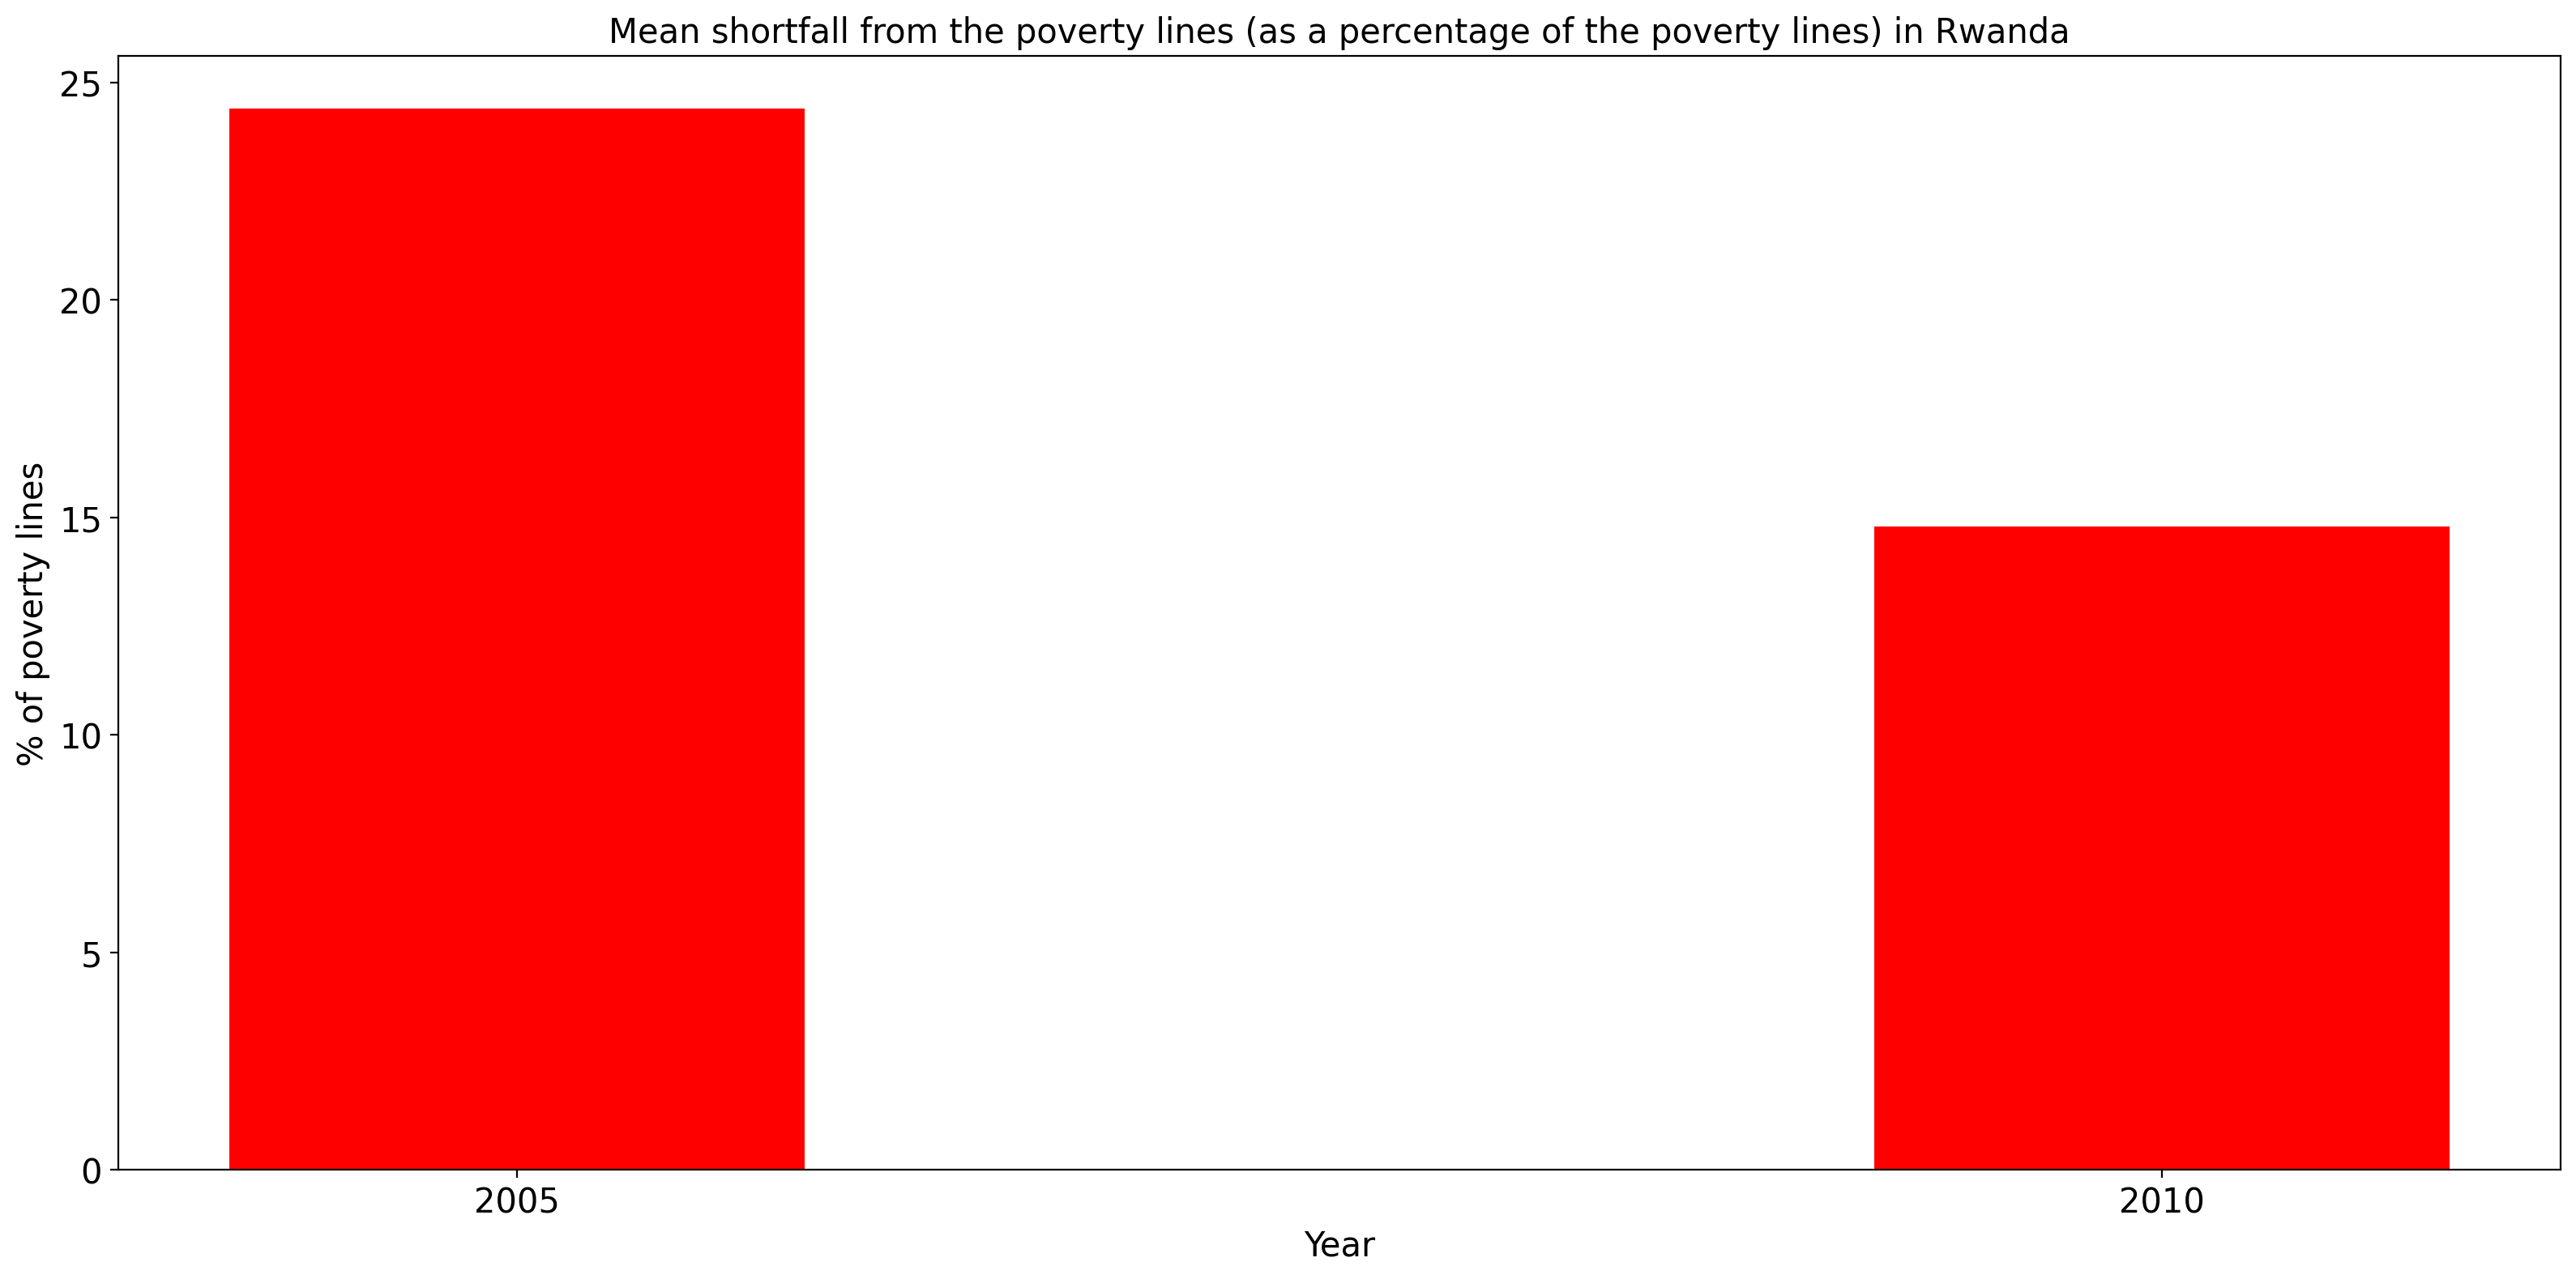 Mean shortfall from the poverty lines (as a percentage of the poverty lines) in Rwanda
25
20
15
10
5
0
% of poverty lines
2005
2010
Year